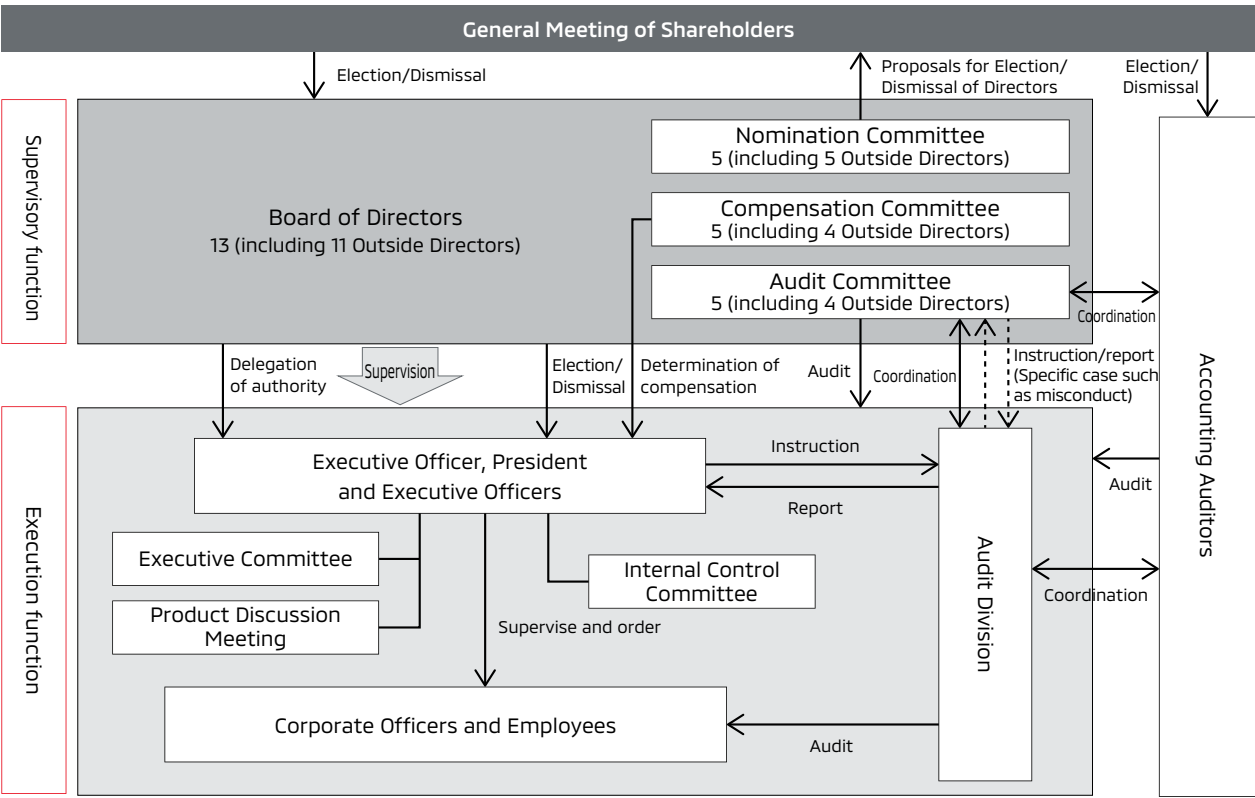 General Meeting of Shareholders
Election/Dismissal
Proposals for Election/
Dismissal of Directors
Election/
Dismissal
Supervisory function
Board of Directors
13 (including 11 Outside Directors)
Nomination Committee
5 (including 5 Outside Directors)
Compensation Committee
5 (including 4 Outside Directors)
Audit Committee
5 (including 4 Outside Directors)
Coordination
Delegation
of authority
Supervision
Election/
Dismissal
Determination of
compensation
Audit
Coordination
Instruction/report
(Specific case such
as misconduct)
Accounting Auditors
Execution function
Executive Officer, President
and Executive Officers
Instruction
Report
Audit
Executive Committee
Product Discussion
Meeting
Internal Control
Committee
Supervise and order
Audit Division
Coordination
Corporate Officers and Employees
Audit